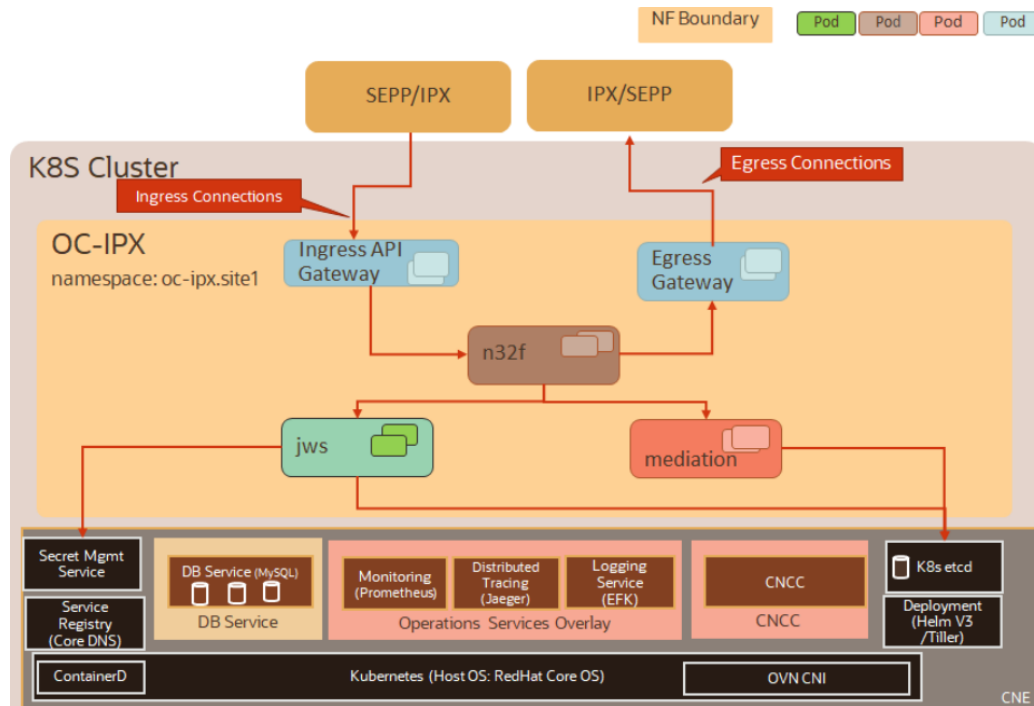 NF Boundary
Pod
Pod
Pod
Pod
SEPP/IPX
IPX/SEPP
K8S Cluster
Egress Connections
Ingress Connections
OC-IPX
namespace: oc-ipx.site1
Ingress API
Gateway
Egress
Gateway
n32f
jws
mediation
Secret Mgmt
Service
DB Service (MySQL)
Monitoring
(Prometheus)
Distributed
Tracing
(Jaeger)
Logging
Service
(EFK)
CNCC
K8s etcd
Service
Registry
(Core DNS)
DB Service
Operations Services Overlay
CNCC
Deployment
(Helm V3
/Tiller)
ContainerD
Kubernetes (Host OS: RedHat Core OS)
OVN CNI
CNE